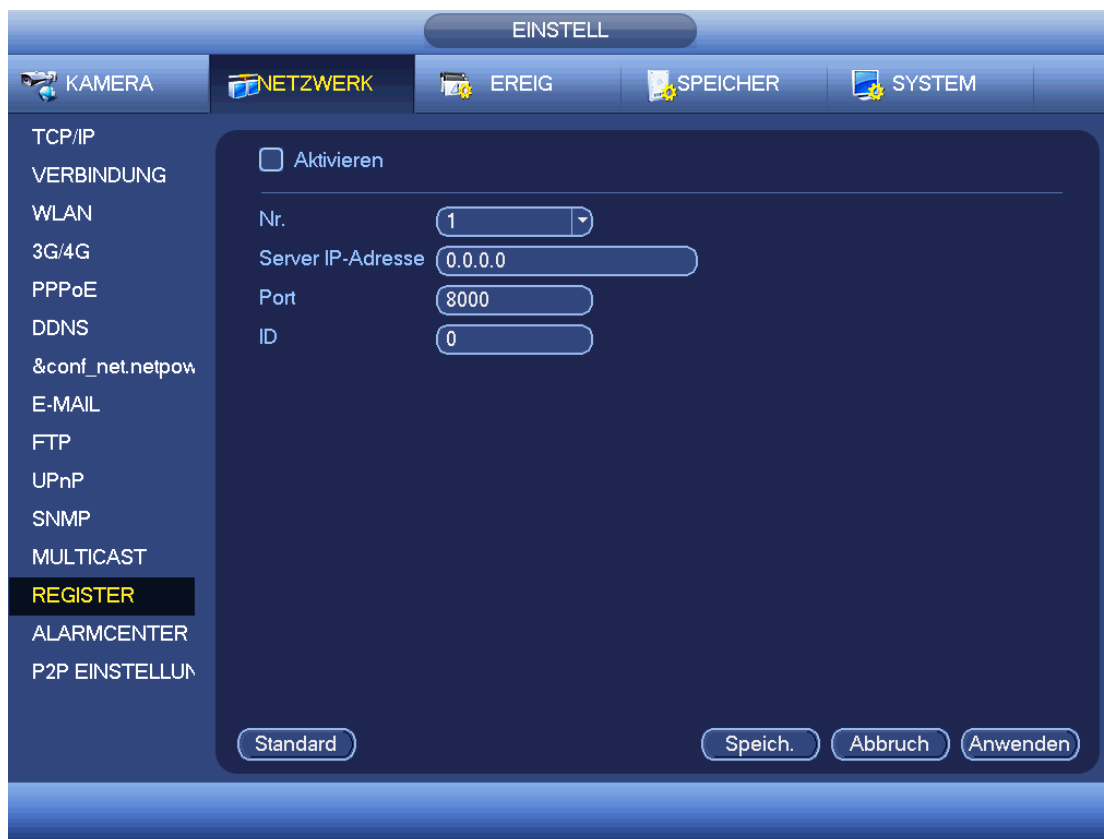 EINSTELL
KAMERA
NETZWERK
EREIG
SPEICHER
SYSTEM
TCP/IP
VERBINDUNG
WLAN
3G/4G
PPPoE
DDNS
&conf_net.netpow
E-MAIL
FTP
UPnP
SNMP
MULTICAST
REGISTER
ALARMCENTER
P2P EINSTELLUN
Aktivieren
Nr. 1
Server IP-Adresse 0.0.0.0
Port 8000
ID 0
Standard
Speich.
Abbruch
Anwenden